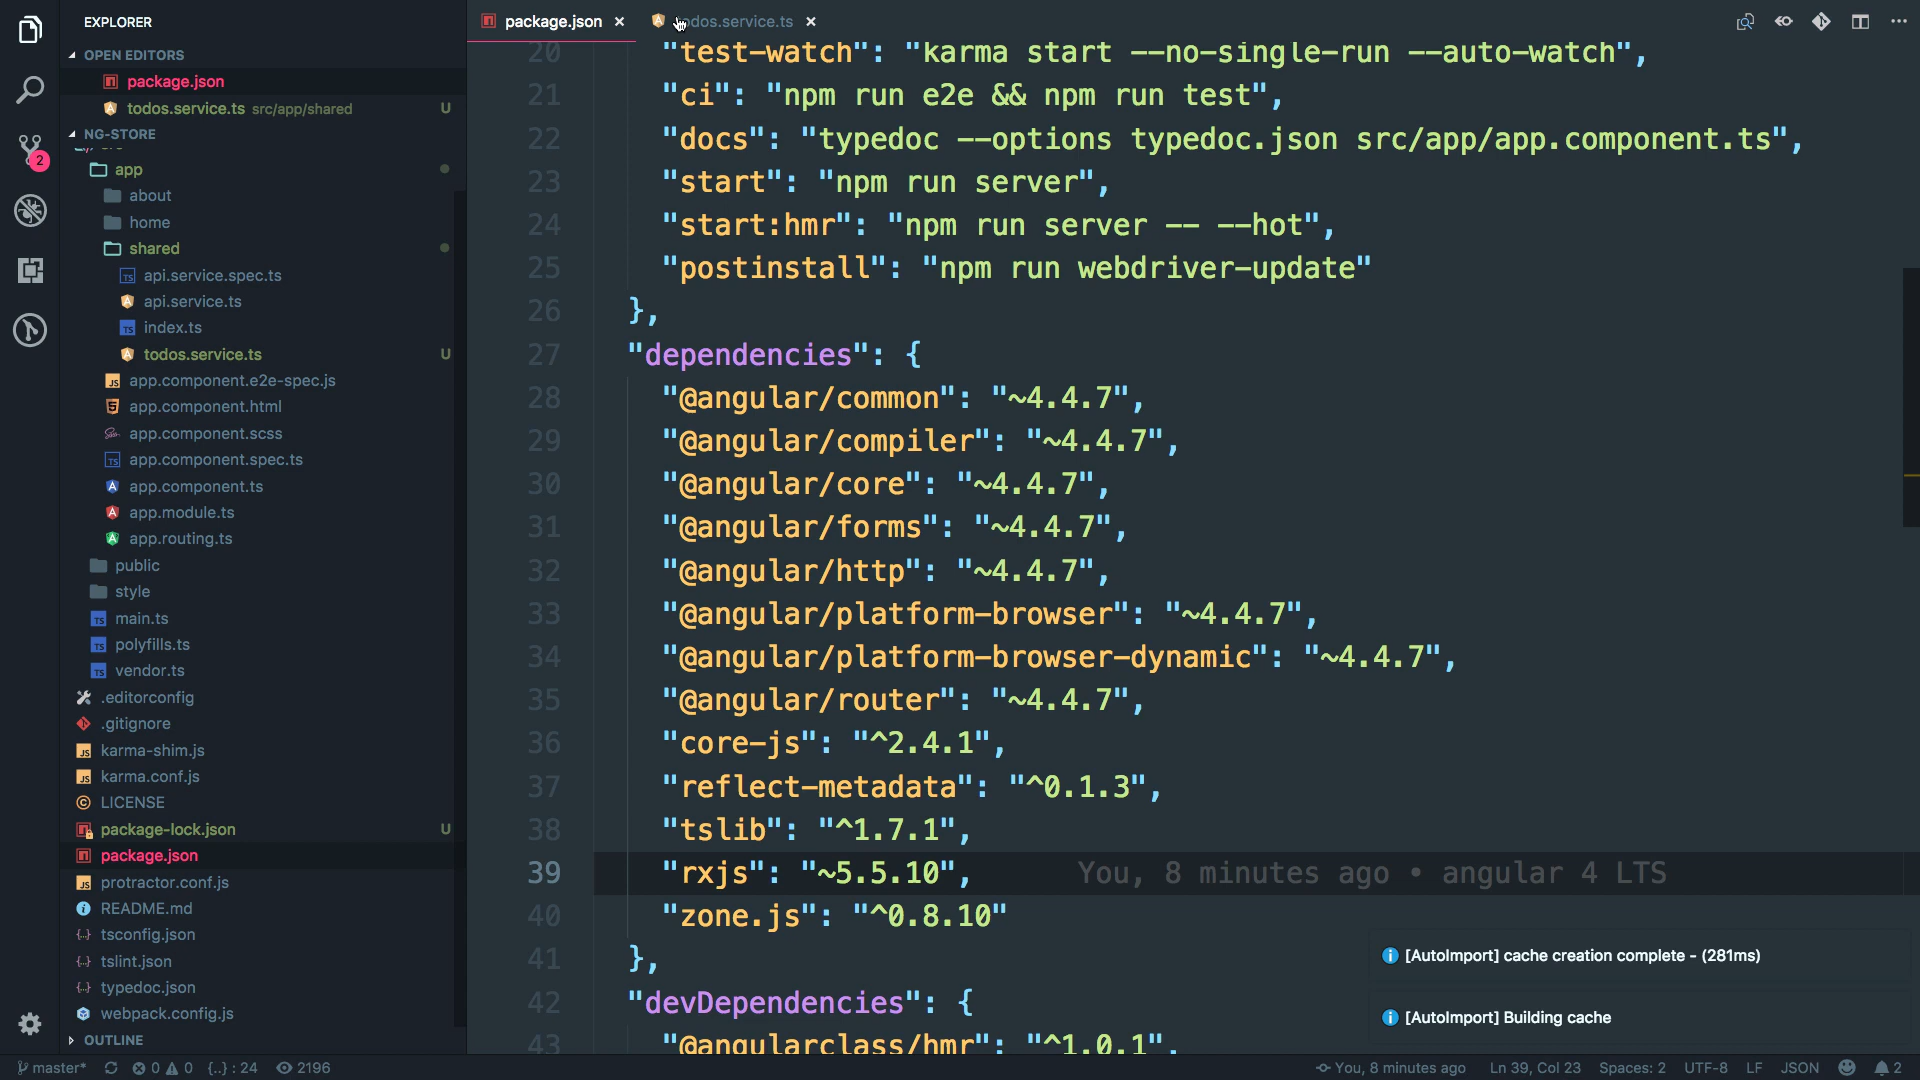 EXPLORER
OPEN EDITORS
package.json
todos.service.ts src/app/shared U
NG-STORE
app
about
home
shared
api.service.spec.ts
api.service.ts
index.ts
todos.service.ts U
app.component.e2e-spec.js
app.component.html
app.component.scss
app.component.spec.ts
app.component.ts
app.module.ts
app.routing.ts
public
style
main.ts
polyfills.ts
vendor.ts
.editorconfig
.gitignore
karma-shim.js
karma.conf.js
LICENSE
package-lock.json U
package.json
protractor.conf.js
README.md
tsconfig.json
tslint.json
typedoc.json
webpack.config.js
OUTLINE
2
package.json
dos.service.ts
20 "test-watch": "karma start --no-single-run --auto-watch",
21 "ci": "npm run e2e && npm run test",
22 "docs": "typedoc --options typedoc.json src/app/app.component.ts",
23 "start": "npm run server",
24 "start:hmr": "npm run server -- --hot",
25 "postinstall": "npm run webdriver-update"
26 },
27 "dependencies": {
28 "@angular/common": "~4.4.7",
29 "@angular/compiler": "~4.4.7",
30 "@angular/core": "~4.4.7",
31 "@angular/forms": "~4.4.7",
32 "@angular/http": "~4.4.7",
33 "@angular/platform-browser": "~4.4.7",
34 "@angular/platform-browser-dynamic": "~4.4.7",
35 "@angular/router": "~4.4.7",
36 "core-js": "^2.4.1",
37 "reflect-metadata": "^0.1.3",
38 "tslib": "^1.7.1",
39 "rxjs": "~5.5.10", You, 8 minutes ago • angular 4 LTS
40 "zone.js": "^0.8.10"
41 },
42 "devDependencies": {
43 "@angularclass/hmr": "^1.0.1",
[AutoImport] cache creation complete - (281ms)
[AutoImport] Building cache
master* 0 0 {..} : 24 2196 You, 8 minutes ago Ln 39, Col 23 Spaces: 2 UTF-8 LF JSON 2